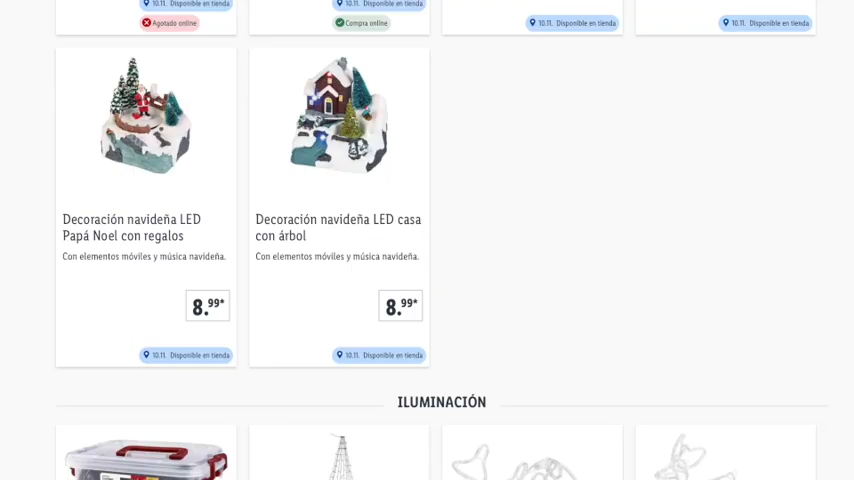 10.11. Disponible en tienda
10.11. Disponible en tienda
10.11. Disponible en tienda
10.11. Disponible en tienda
Agotado online
Compra online
Decoración navideña LED
Papá Noel con regalos
Con elementos móviles y música navideña.
8.99*
10.11. Disponible en tienda
Decoración navideña LED casa
con árbol
Con elementos móviles y música navideña.
8.99*
10.11. Disponible en tienda
ILUMINACIÓN